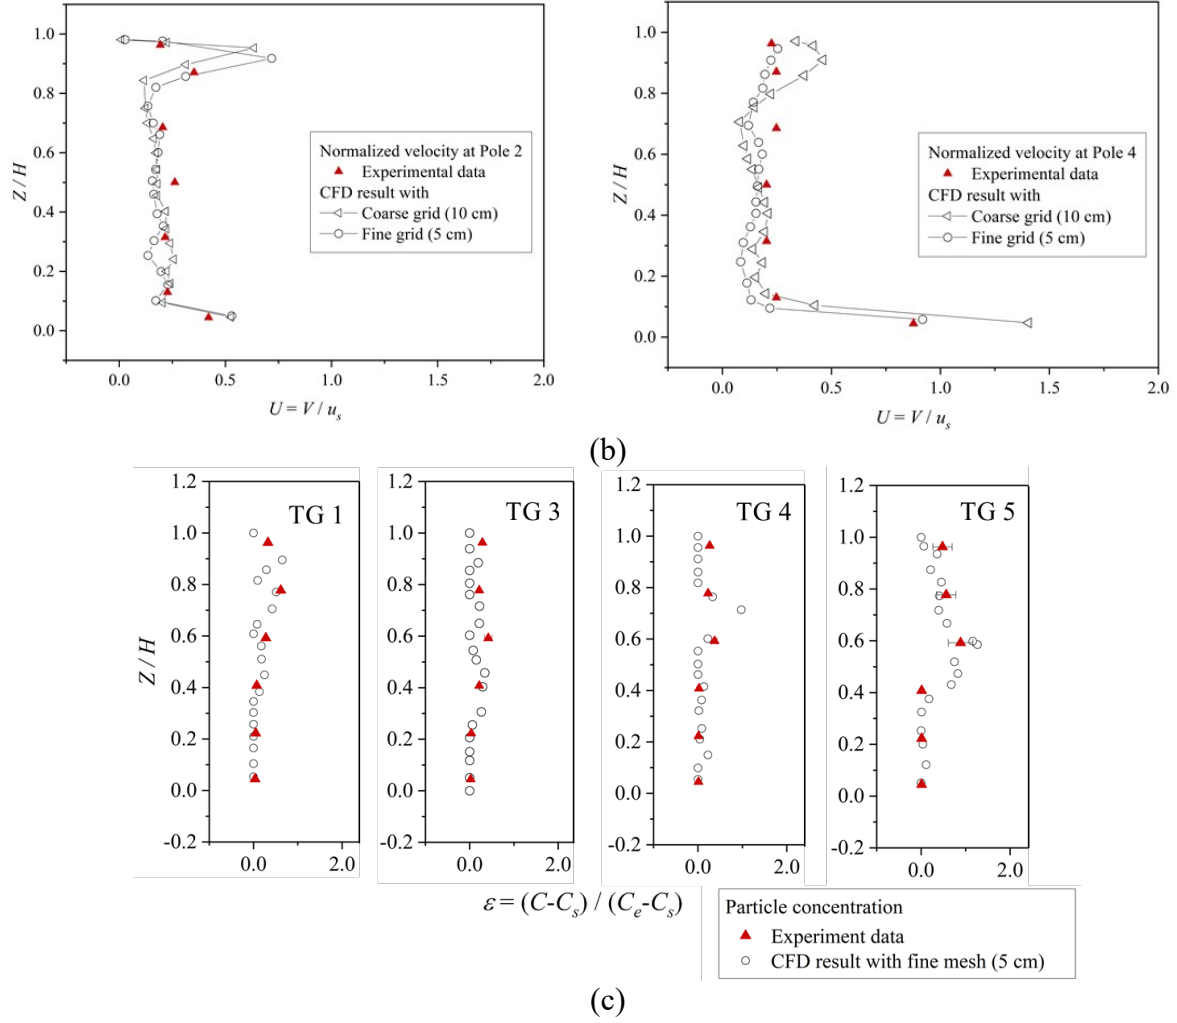 1.0
0.8
0.6
0.4
0.2
0.0
Z / H
Normalized velocity at Pole 2
Experimental data
CFD result with
Coarse grid (10 cm)
Fine grid (5 cm)
0.0 0.5 1.0 1.5 2.0
U = V / u_s
1.0
0.8
0.6
0.4
0.2
0.0
Z / H
Normalized velocity at Pole 4
Experimental data
CFD result with
Coarse grid (10 cm)
Fine grid (5 cm)
0.0 0.5 1.0 1.5 2.0
U = V / u_s
(b)
1.2
1.0
0.8
0.6
0.4
0.2
0.0
-0.2
Z / H
TG 1
0.0 2.0
1.2
1.0
0.8
0.6
0.4
0.2
0.0
-0.2
TG 3
0.0 2.0
1.2
1.0
0.8
0.6
0.4
0.2
0.0
-0.2
TG 4
0.0 2.0
1.2
1.0
0.8
0.6
0.4
0.2
0.0
-0.2
TG 5
0.0 2.0
ε = (C-C_s) / (C_e-C_s)
Particle concentration
Experiment data
CFD result with fine mesh (5 cm)
(c)